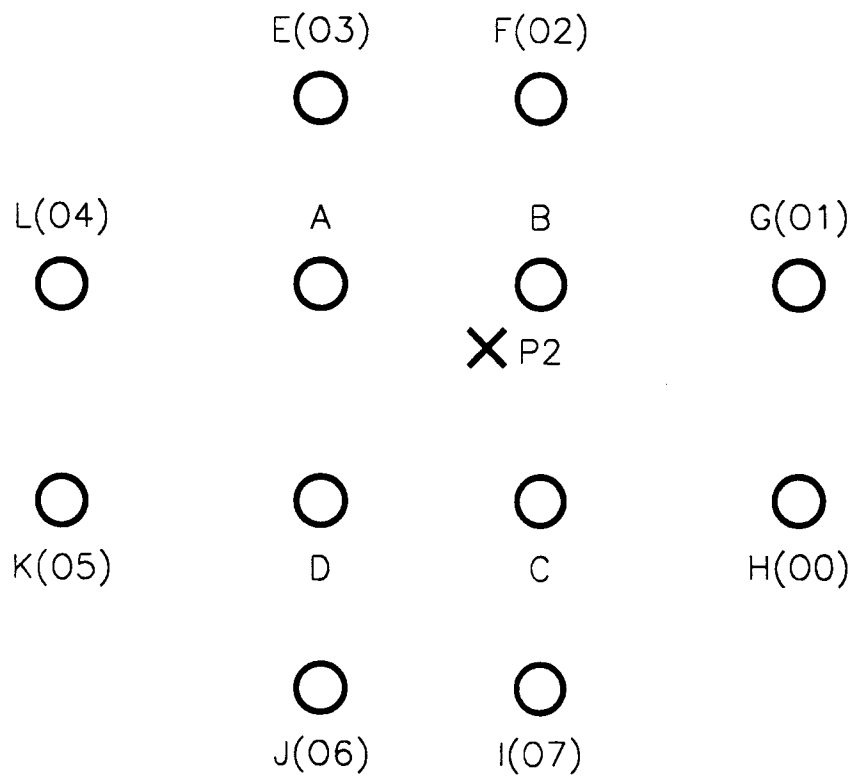 E(03) F(02)
L(04) A B G(01)
P2
K(05) D C H(00)
J(06) I(07)